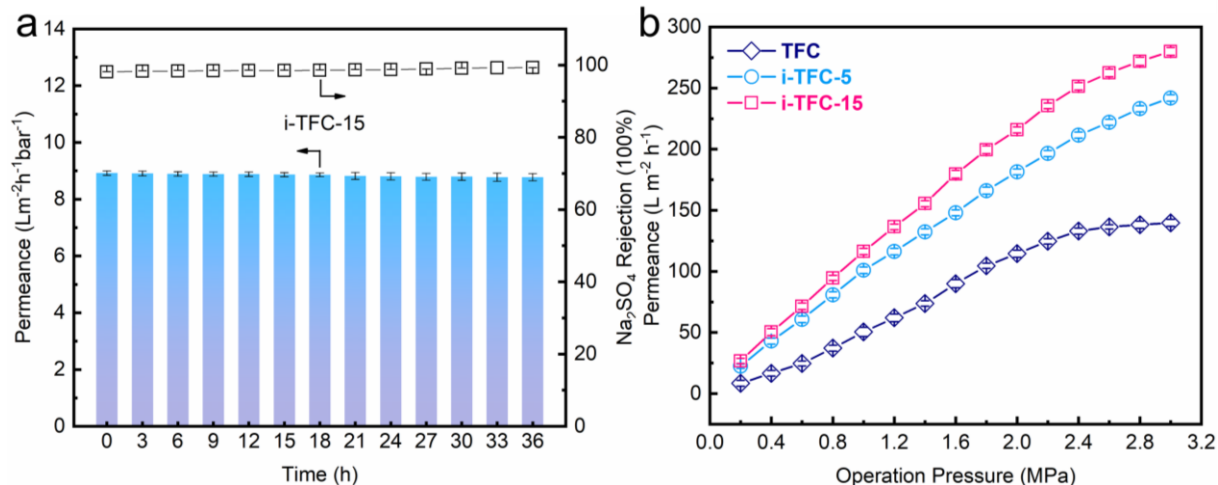 a
14
12
10
8
6
4
2
0
Permeance (Lm⁻²h⁻¹bar⁻¹)
i-TFC-15
0 3 6 9 12 15 18 21 24 27 30 33 36
Time (h)
100
80
60
40
20
0
Na₂SO₄ Rejection (100%)
b
300
250
200
150
100
50
0
Permeance (L m⁻² h⁻¹)
TFC
i-TFC-5
i-TFC-15
0.0 0.4 0.8 1.2 1.6 2.0 2.4 2.8 3.2
Operation Pressure (MPa)